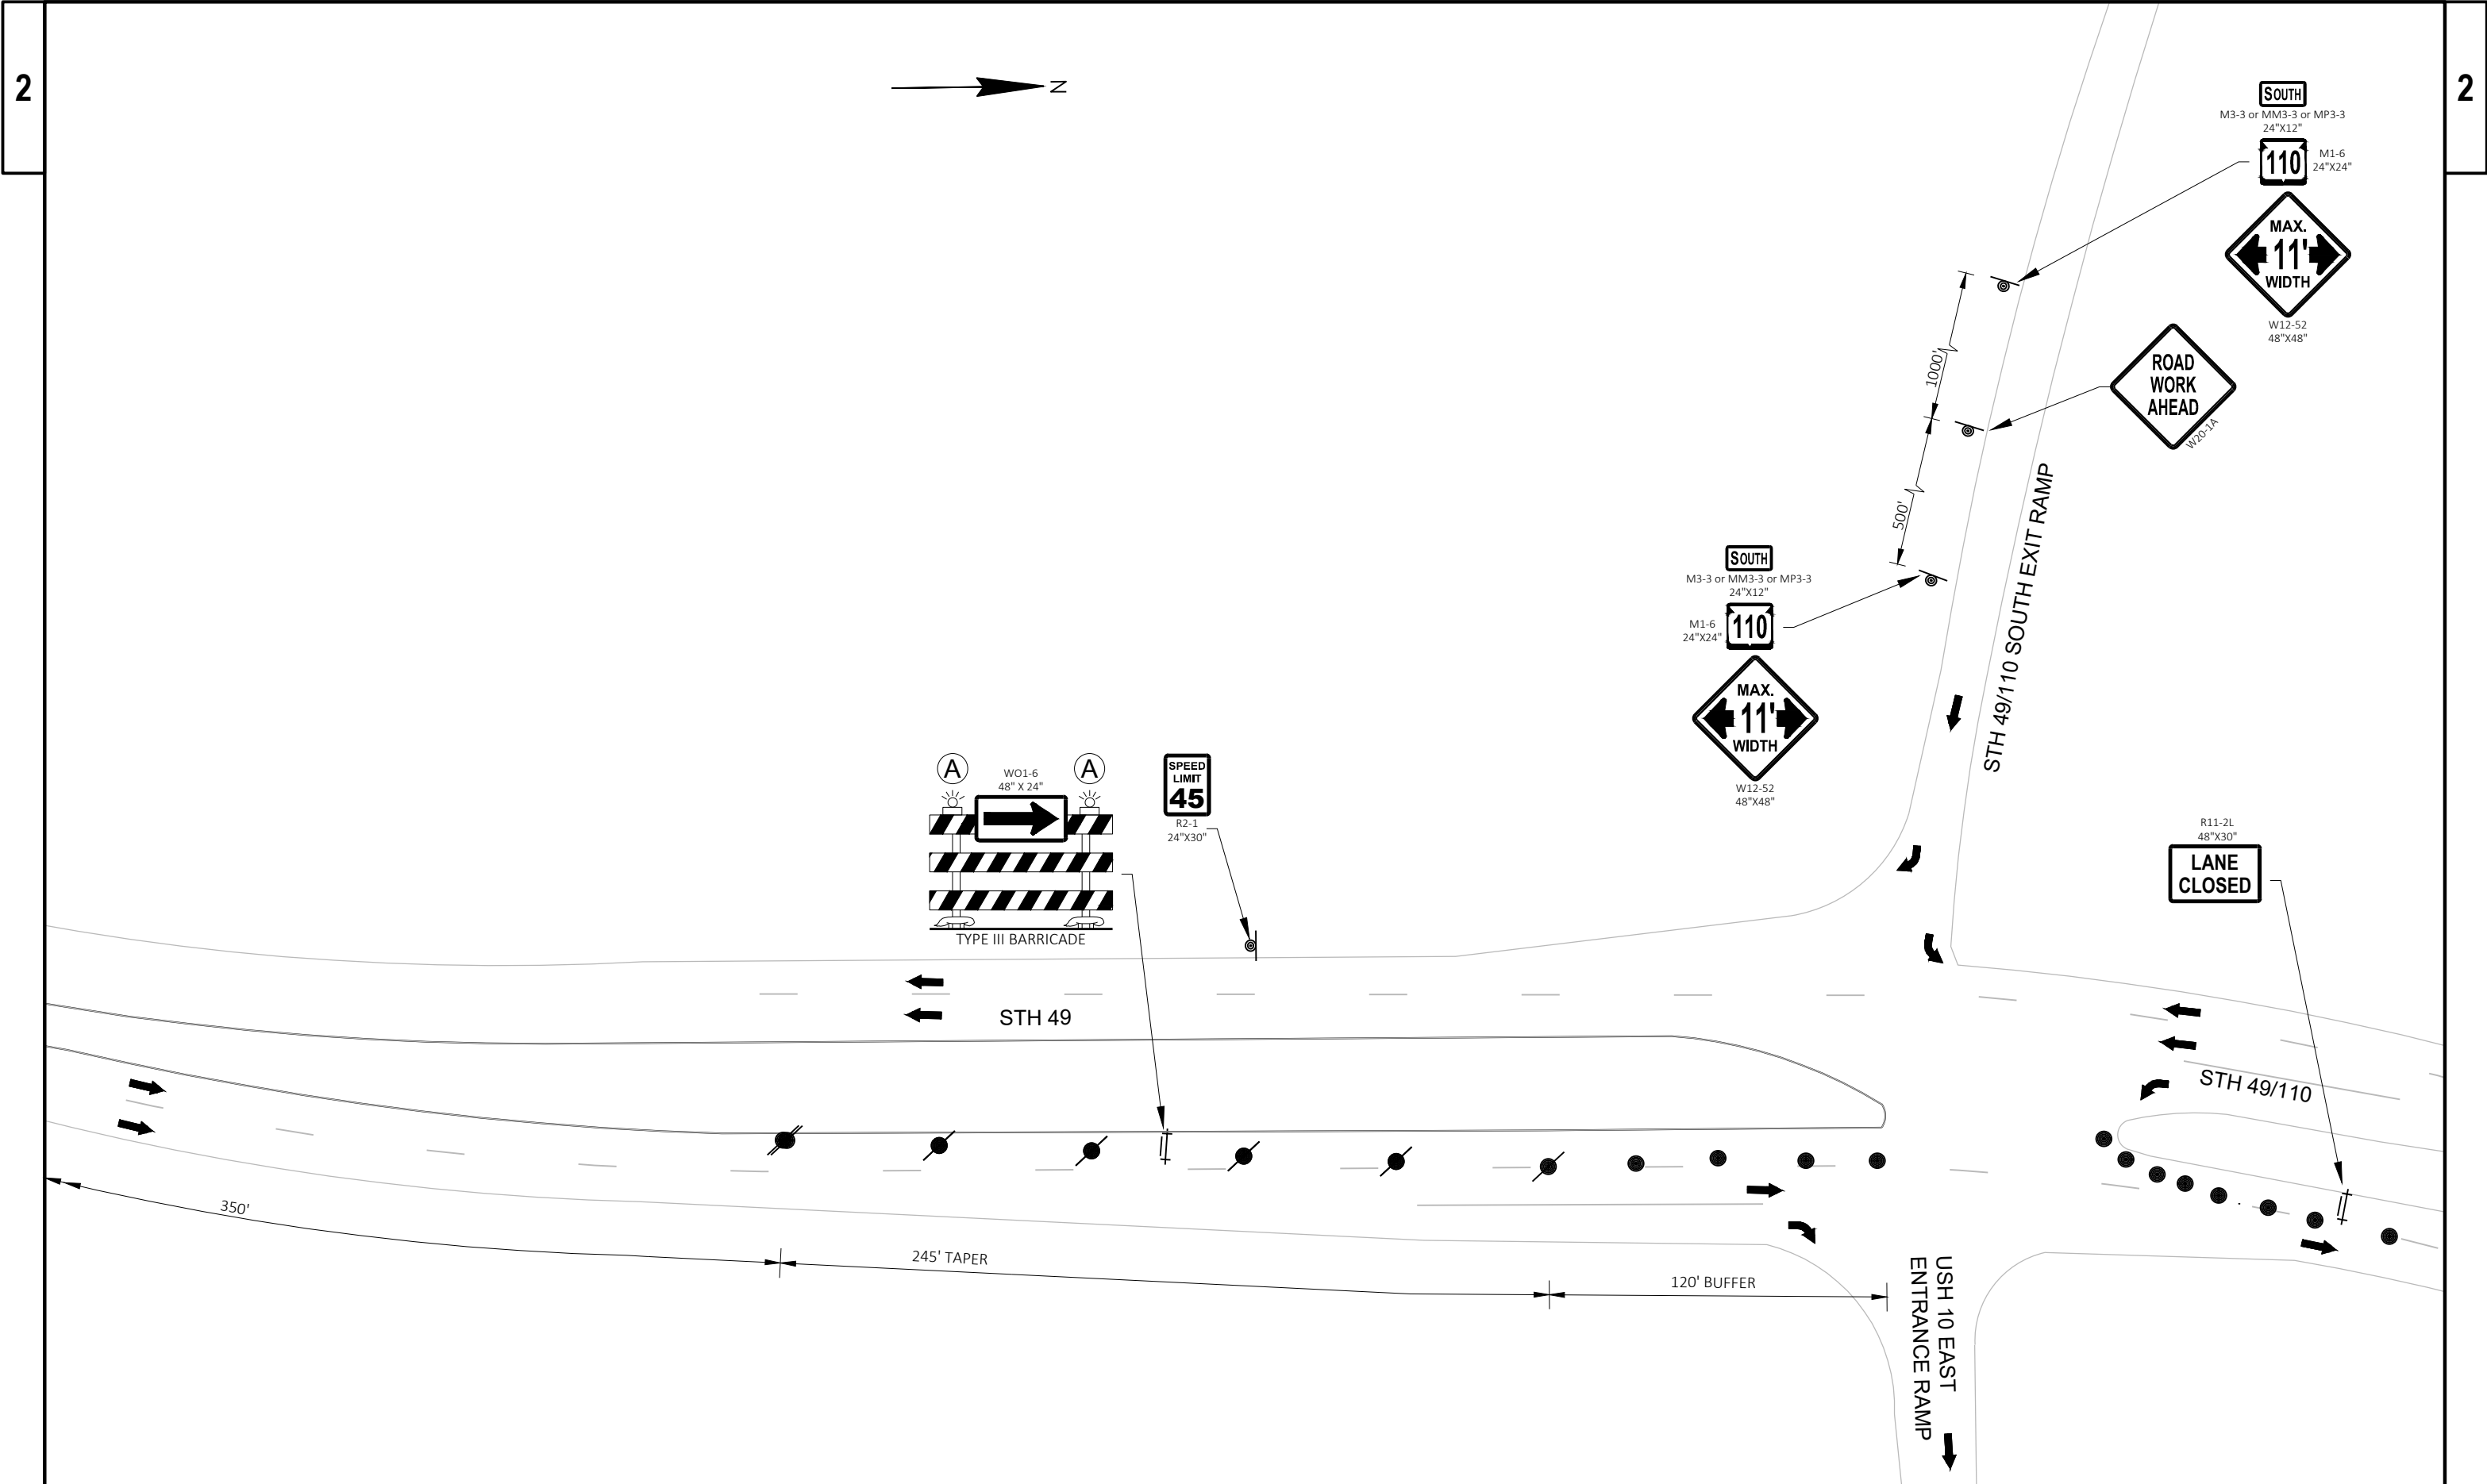 2
2
N
SOUTH
M3-3 or MM3-3 or MP3-3
24"X12"
110
M1-6
24"X24"
MAX.
11'
WIDTH
W12-52
48"X48"
1000'
ROAD
WORK
AHEAD
W20-1A
500'
STH 49/110 SOUTH EXIT RAMP
SOUTH
M3-3 or MM3-3 or MP3-3
24"X12"
M1-6
24"X24"
110
MAX.
11'
WIDTH
W12-52
48"X48"
A
WO1-6
48" X 24"
A
TYPE III BARRICADE
SPEED
LIMIT
45
R2-1
24"X30"
R11-2L
48"X30"
LANE
CLOSED
STH 49
STH 49/110
350'
245' TAPER
120' BUFFER
USH 10 EAST
ENTRANCE RAMP